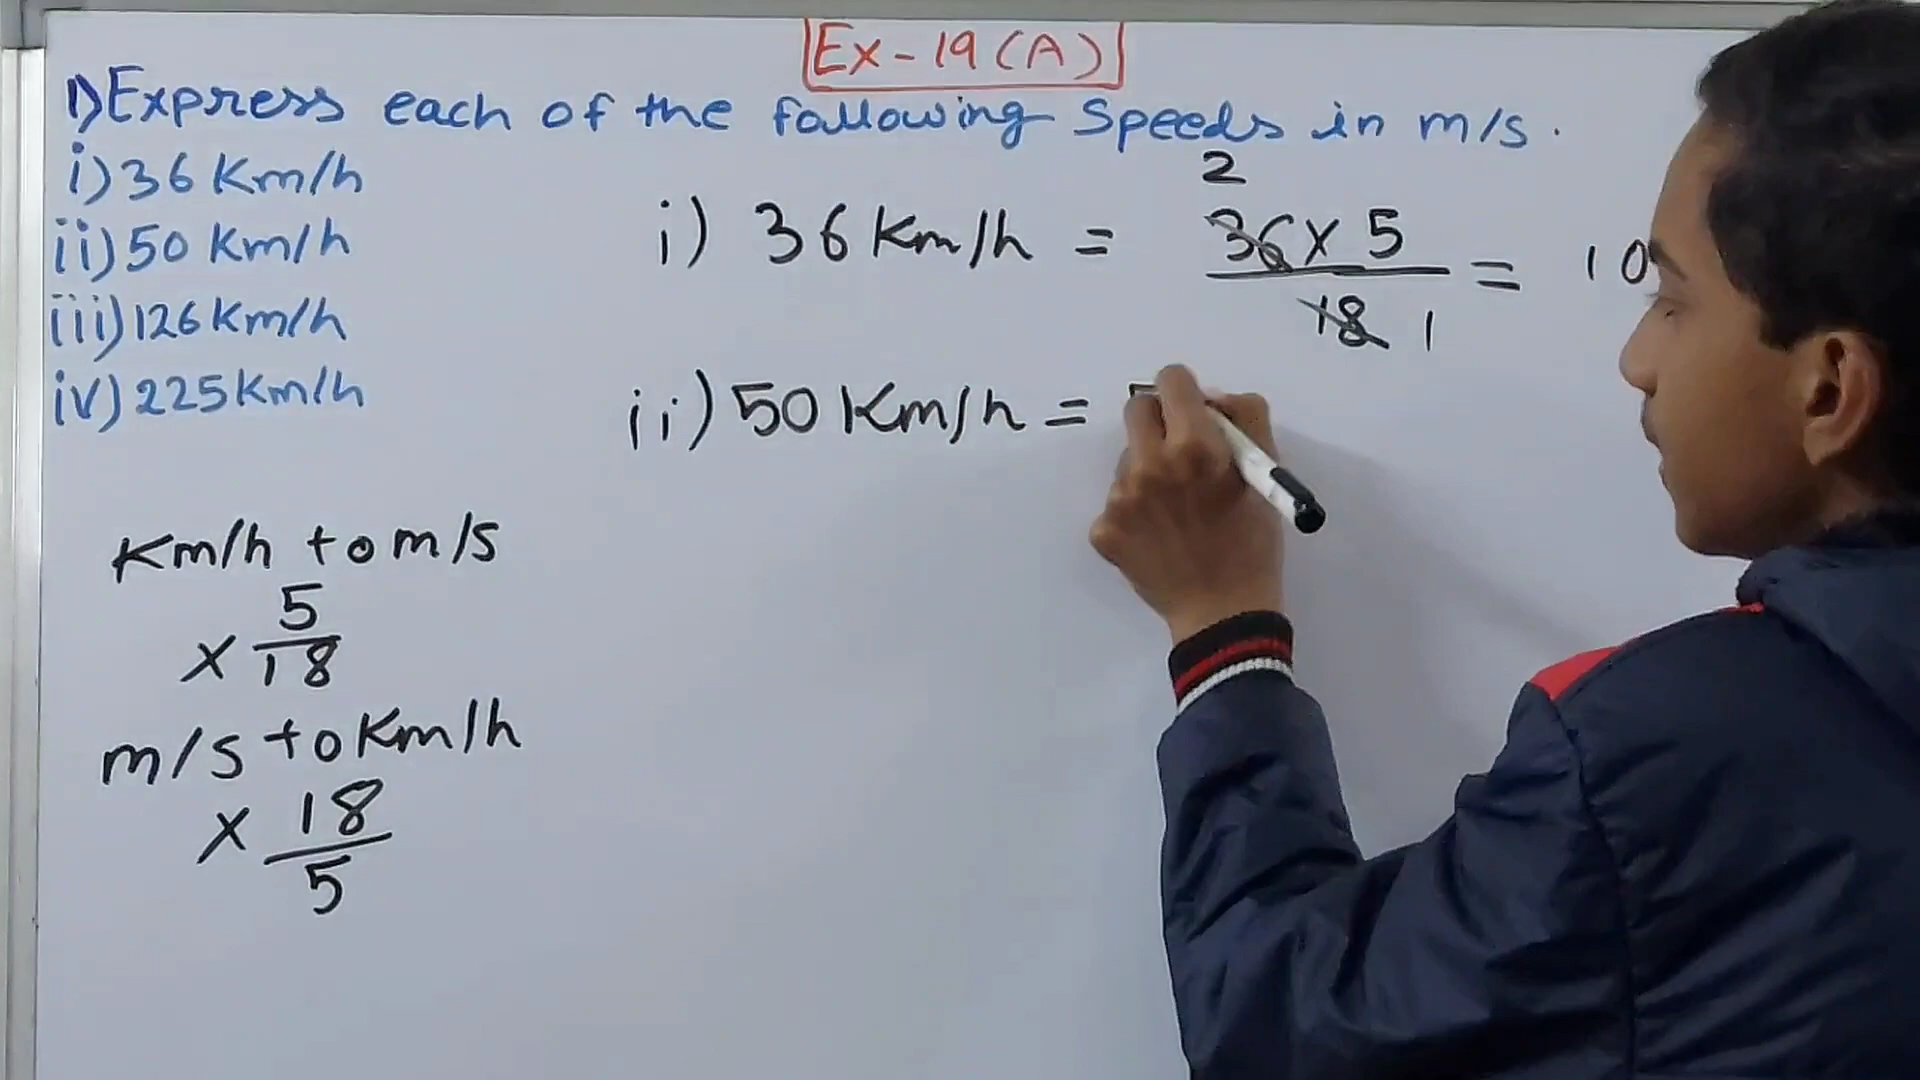 Ex-19(A)
1) Express each of the following Speeds in m/s.
i) 36 Km/h
ii) 50 Km/h
iii) 126 Km/h
iv) 225 Km/h
2
i) 36 Km/h = 36 x 5 = 10
18 1
ii) 50 Km/h =
Km/h to m/s
5
x 18
m/s to Km/h
x 18
5